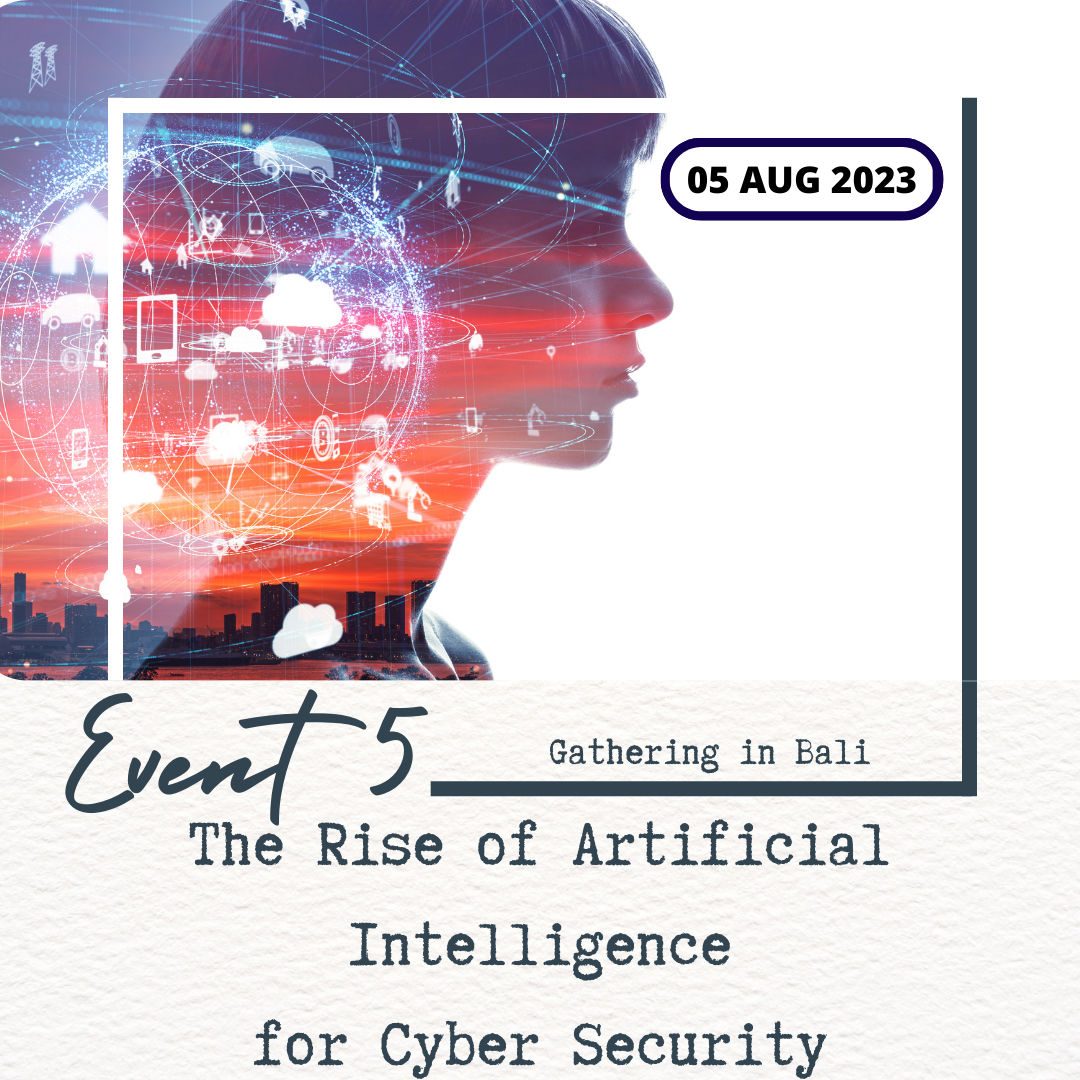 05 AUG 2023
Event 5
Gathering in Bali
The Rise of Artificial
Intelligence
for Cyber Security